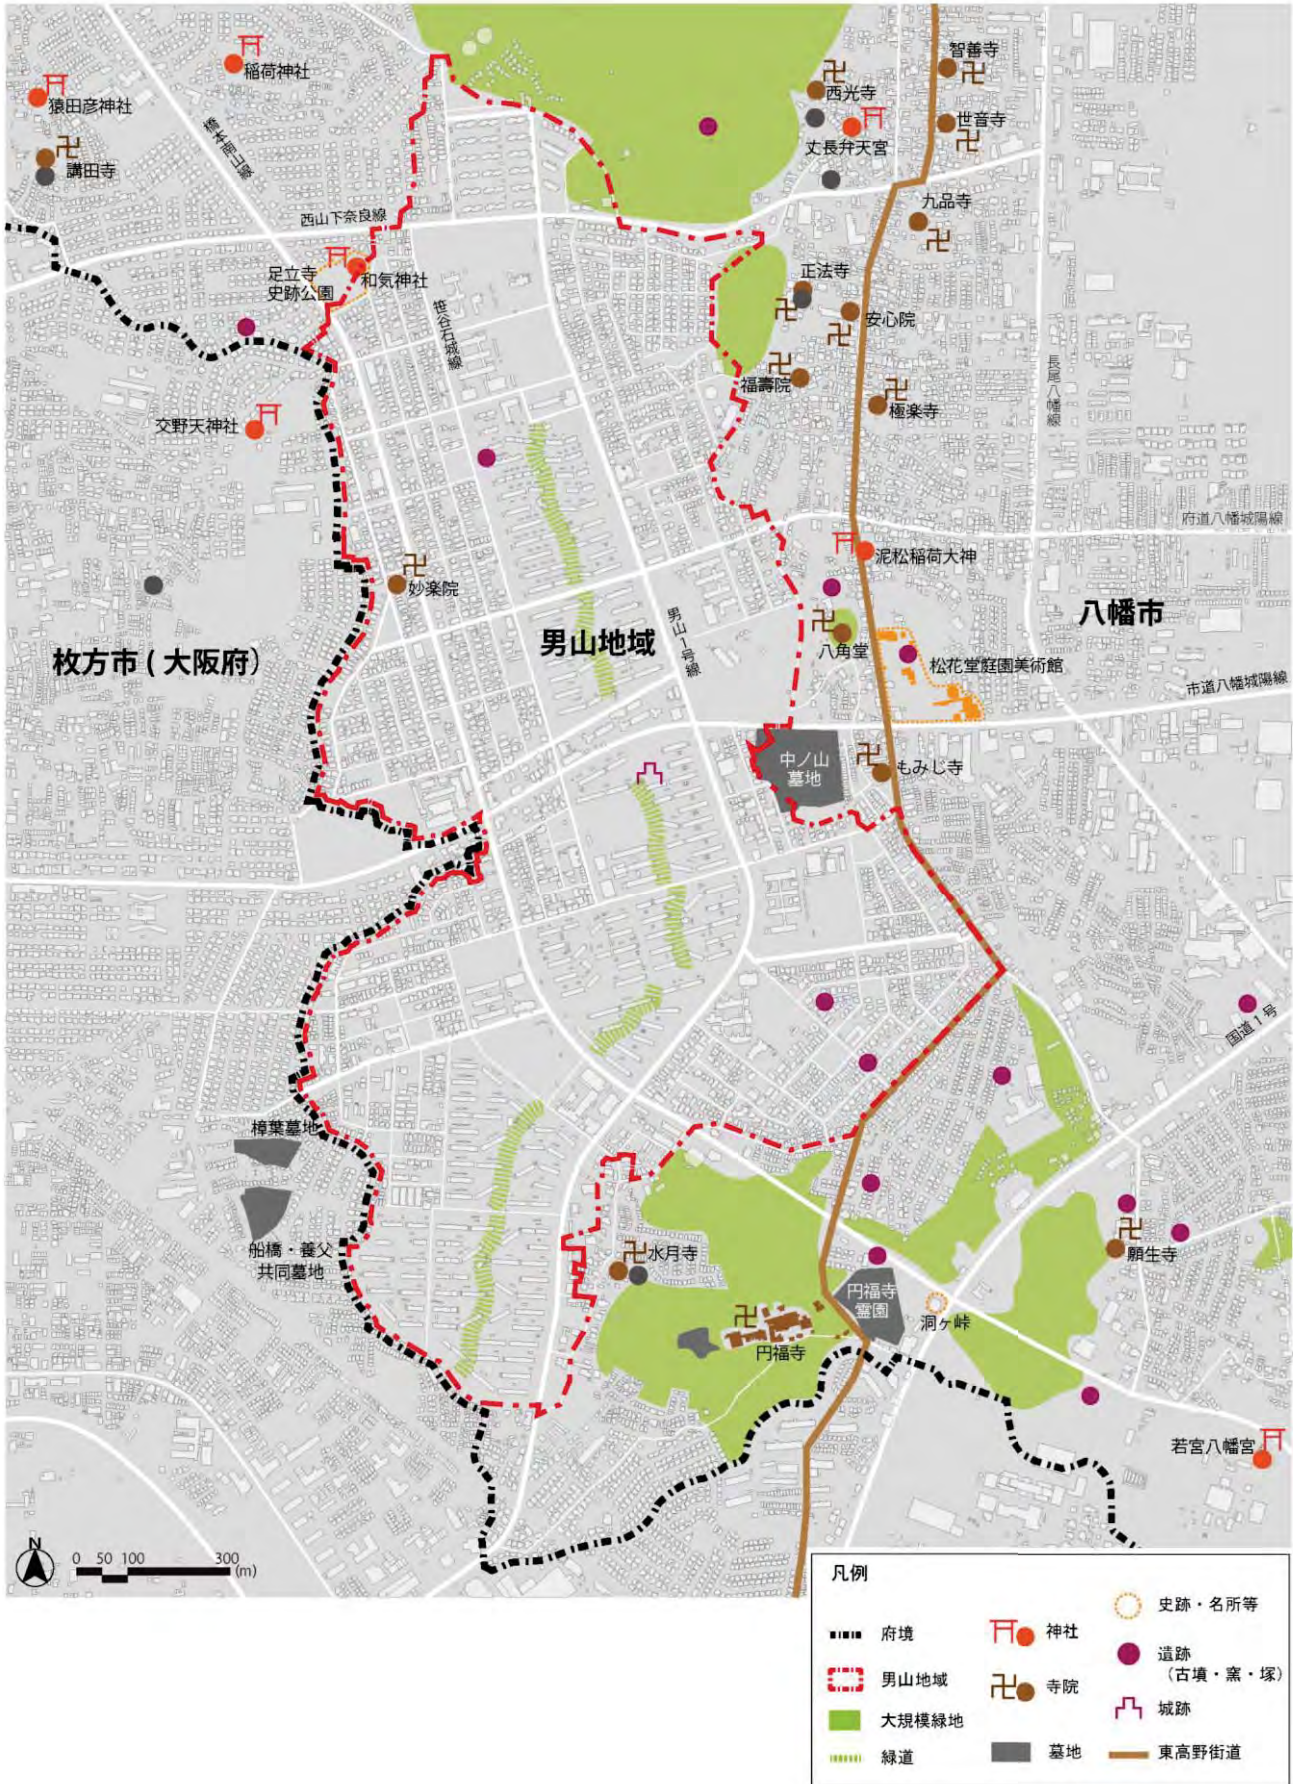 智善寺
稲荷神社
西光寺
猿田彦神社
世音寺
橋本南山線
丈長弁天宮
講田寺
九品寺
西山下奈良線
足立寺
史跡公園
和気神社
正法寺
安心院
笹谷石城線
長尾八幡線
福壽院
極楽寺
交野天神社
府道八幡城陽線
泥松稲荷大神
妙楽院
八幡市
男山地域
男山1号線
八角堂
松花堂庭園美術館
枚方市(大阪府)
市道八幡城陽線
中ノ山
墓地
もみじ寺
国道1号
樟葉墓地
船橋・養父
共同墓地
水月寺
願生寺
円福寺
霊園
洞ヶ峠
円福寺
若宮八幡宮
N
0 50 100 300
(m)
凡例
府境
男山地域
大規模緑地
緑道
神社
寺院
墓地
史跡・名所等
遺跡
(古墳・窯・塚)
城跡
東高野街道